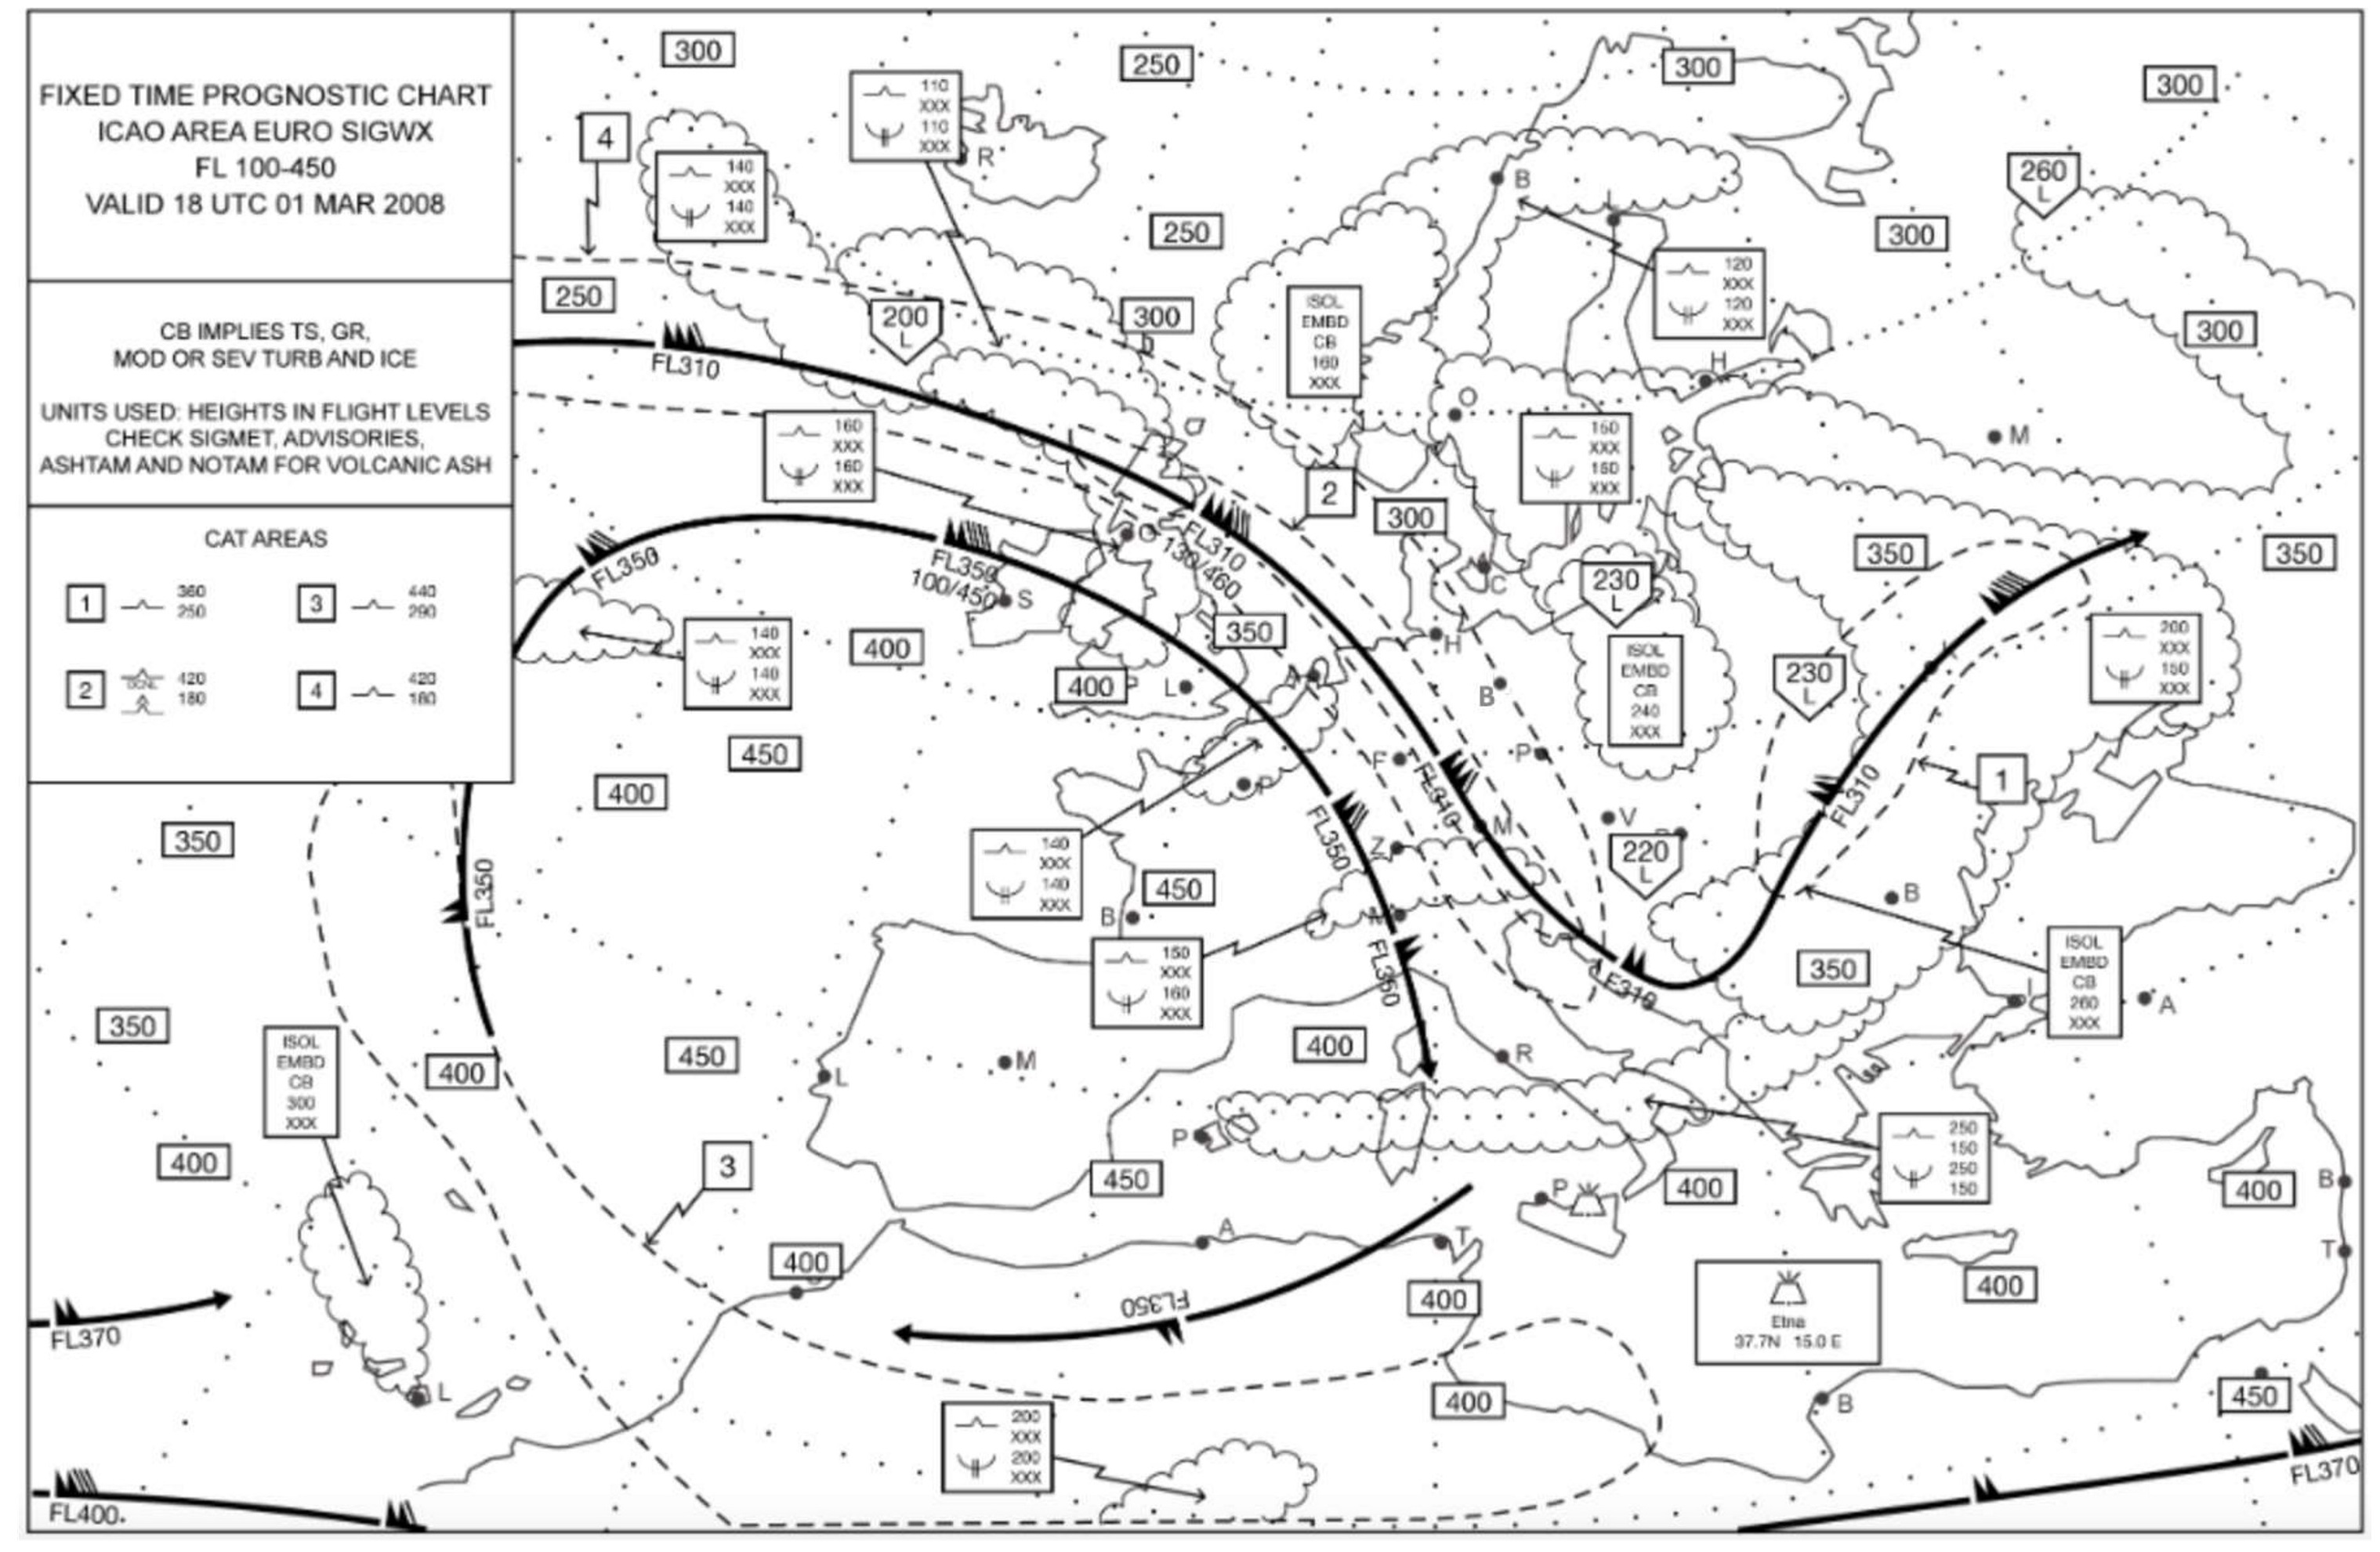 FIXED TIME PROGNOSTIC CHART
ICAO AREA EURO SIGWX
FL 100-450
VALID 18 UTC 01 MAR 2008
CB IMPLIES TS, GR,
MOD OR SEV TURB AND ICE
UNITS USED: HEIGHTS IN FLIGHT LEVELS
CHECK SIGMET, ADVISORIES,
ASHTAM AND NOTAM FOR VOLCANIC ASH
CAT AREAS
1 360
250
3 440
290
2 420
180
4 420
180
300
250
300
300
4
140
XXX
140
XXX
110
XXX
110
XXX
R
B
L
260
L
250
300
250
200
L
300
ISOL
EMBD
CB
160
XXX
120
XXX
120
XXX
300
H
FL310
160
XXX
160
XXX
O
M
2
300
350
350
FL350
FL350
100/450
S
FL310
130/460
C
230
L
140
XXX
140
XXX
400
350
H
ISOL
EMBD
CB
240
XXX
230
L
200
XXX
150
XXX
400
L
B
450
400
F
P
FL310
1
FL310
350
P
V
FL350
Z
M
220
L
140
XXX
140
XXX
450
B
B
FL350
150
XXX
160
XXX
M
350
ISOL
EMBD
CB
260
XXX
A
350
FL350
400
R
450
M
L
400
ISOL
EMBD
CB
300
XXX
400
P
3
450
250
150
250
150
400
P
400
B
A
T
T
400
FL350
400
400
Etna
37.7N 15.0 E
FL370
L
400
B
450
200
XXX
200
XXX
FL400
FL370